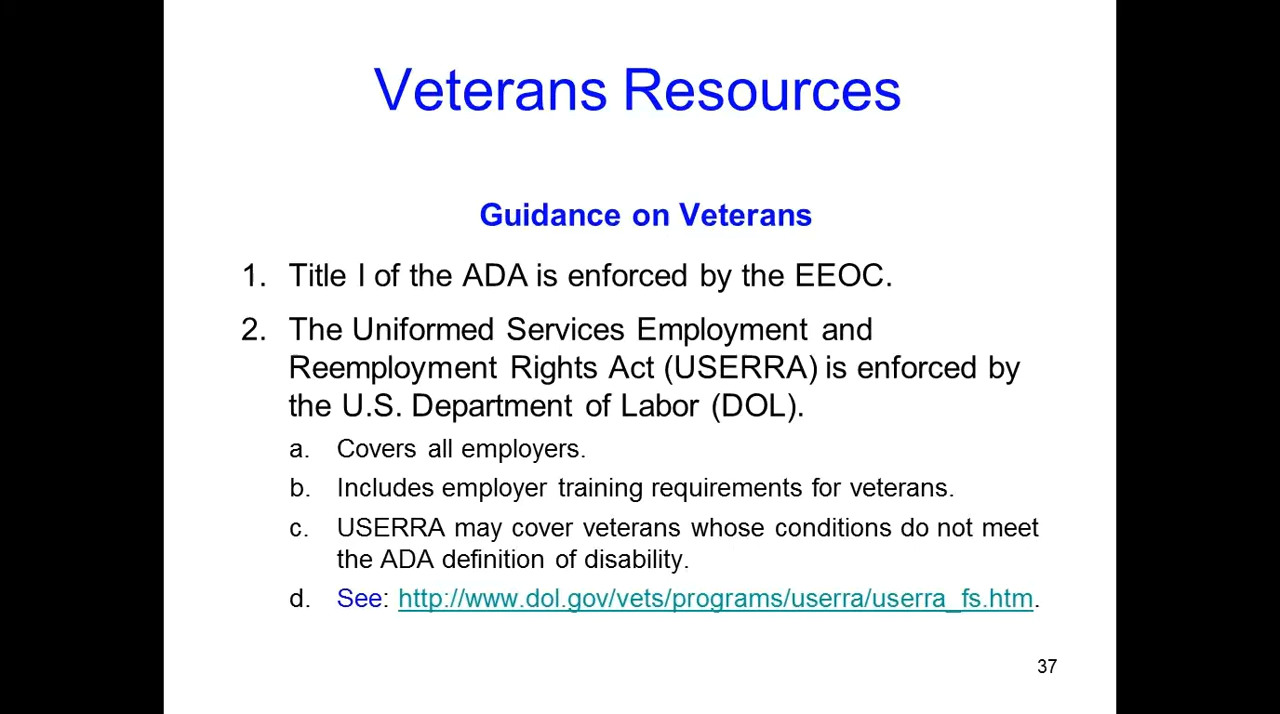 Veterans Resources
Guidance on Veterans
1. Title I of the ADA is enforced by the EEOC.
2. The Uniformed Services Employment and
Reemployment Rights Act (USERRA) is enforced by
the U.S. Department of Labor (DOL).
a. Covers all employers.
b. Includes employer training requirements for veterans.
c. USERRA may cover veterans whose conditions do not meet
the ADA definition of disability.
d. See: http://www.dol.gov/vets/programs/userra/userra_fs.htm.
37